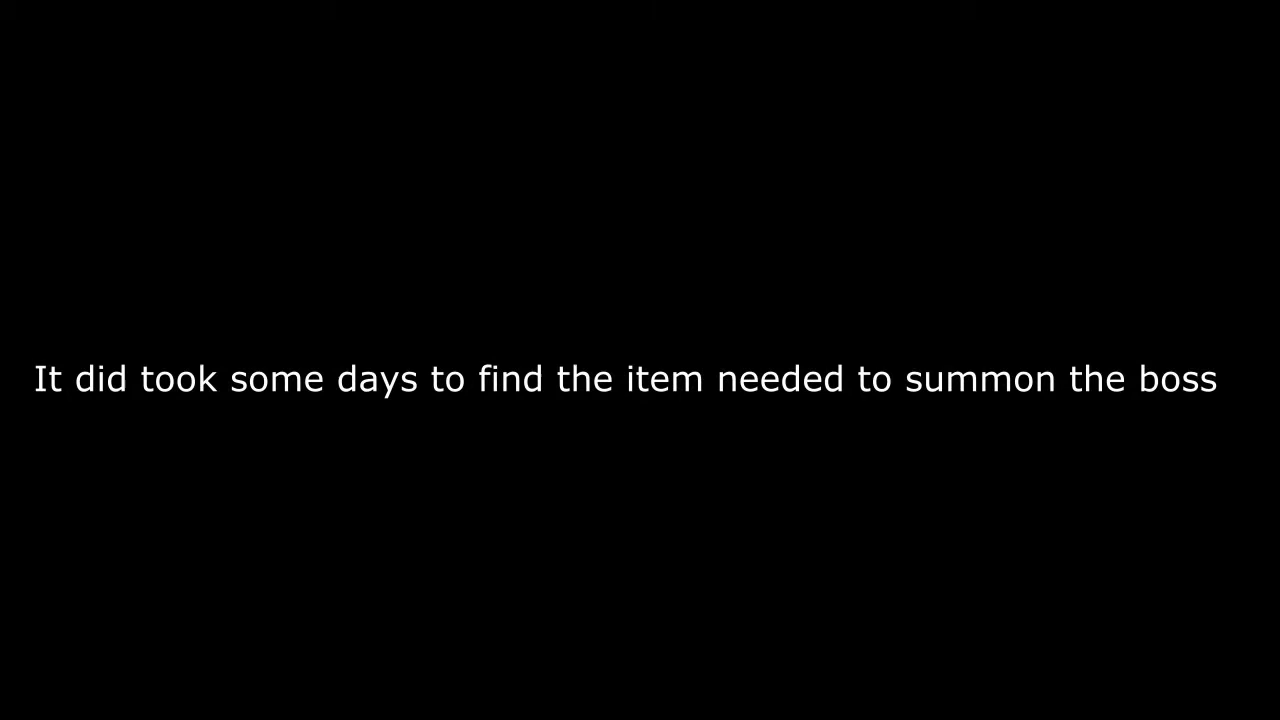 It did took some days to find the item needed to summon the boss